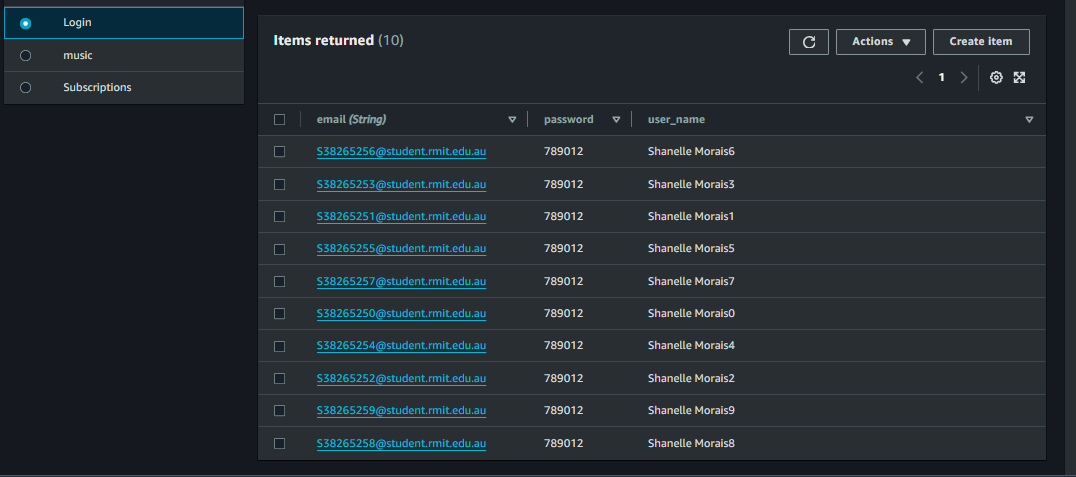 Login
music
Subscriptions
Items returned (10)
Actions
Create item
1
email (String) password user_name
S38265256@student.rmit.edu.au 789012 Shanelle Morais6
S38265253@student.rmit.edu.au 789012 Shanelle Morais3
S38265251@student.rmit.edu.au 789012 Shanelle Morais1
S38265255@student.rmit.edu.au 789012 Shanelle Morais5
S38265257@student.rmit.edu.au 789012 Shanelle Morais7
S38265250@student.rmit.edu.au 789012 Shanelle Morais0
S38265254@student.rmit.edu.au 789012 Shanelle Morais4
S38265252@student.rmit.edu.au 789012 Shanelle Morais2
S38265259@student.rmit.edu.au 789012 Shanelle Morais9
S38265258@student.rmit.edu.au 789012 Shanelle Morais8